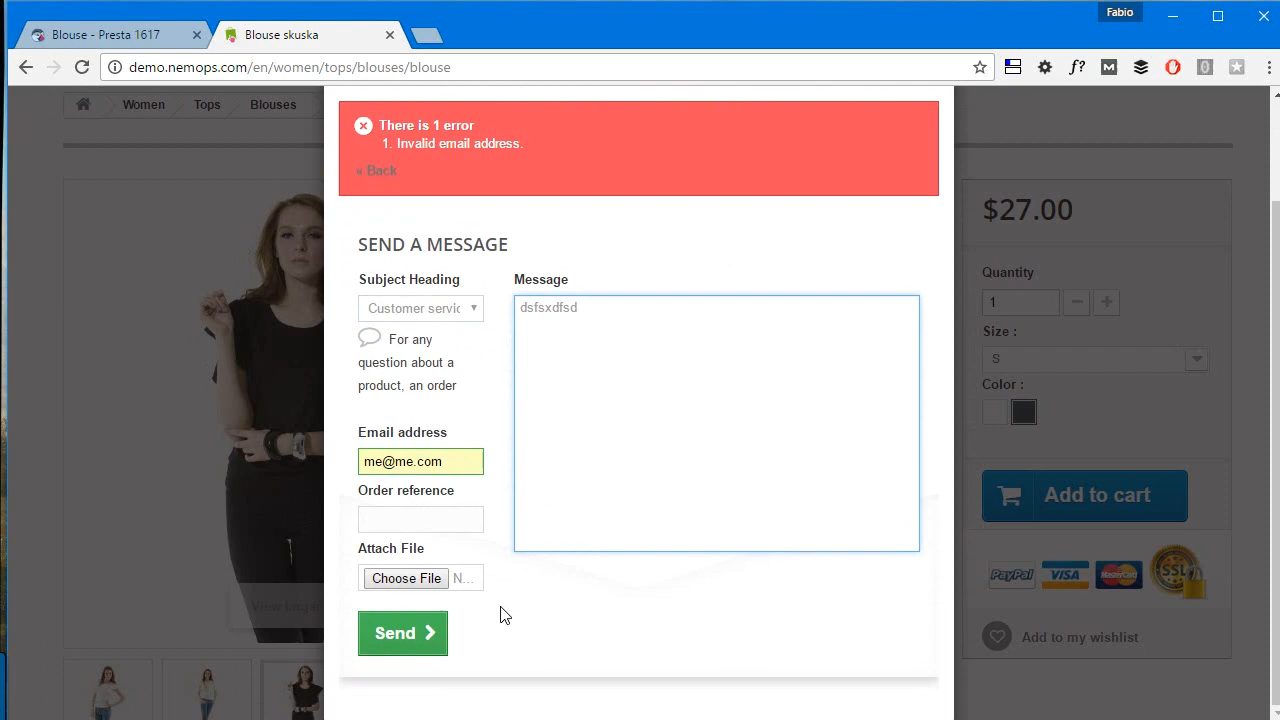 Fabio
Blouse - Presta 1617
Blouse skuska
demo.nemops.com/en/women/tops/blouses/blouse
f?
M
0
Women
Tops
Blouses
There is 1 error
1. Invalid email address.
« Back
$27.00
SEND A MESSAGE
Subject Heading
Message
Customer servic
dsfsxdfsd
For any
question about a
product, an order
Quantity
1
Size :
S
Color :
Email address
me@me.com
Order reference
Add to cart
Attach File
Choose File
N...
PayPal
VISA
MasterCard
SSL
Send
Add to my wishlist